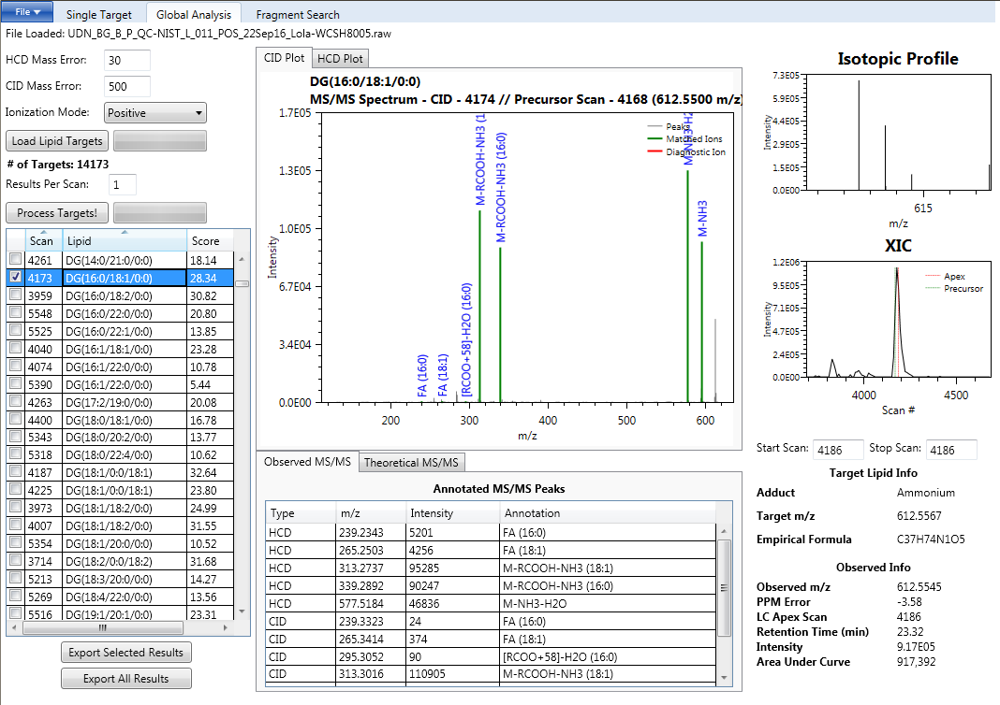 File ▾ Single Target Global Analysis Fragment Search
File Loaded: UDN_BG_B_P_QC-NIST_L_011_POS_22Sep16_Lola-WCSH8005.raw
HCD Mass Error: 30
CID Mass Error: 500
Ionization Mode: Positive
Load Lipid Targets
# of Targets: 14173
Results Per Scan: 1
Process Targets!
Scan Lipid Score
4261 DG(14:0/21:0/0:0) 18.14
4173 DG(16:0/18:1/0:0) 28.34
3959 DG(16:0/18:2/0:0) 30.82
5548 DG(16:0/22:0/0:0) 20.80
5525 DG(16:0/22:1/0:0) 13.85
4040 DG(16:1/18:1/0:0) 23.28
4074 DG(16:1/22:0/0:0) 10.78
5390 DG(16:1/22:0/0:0) 5.44
4263 DG(17:2/19:0/0:0) 20.08
4400 DG(18:0/18:1/0:0) 16.78
5343 DG(18:0/20:2/0:0) 13.77
5318 DG(18:0/22:4/0:0) 10.62
4187 DG(18:1/0:0/18:1) 32.64
4225 DG(18:1/0:0/18:1) 23.80
3973 DG(18:1/18:2/0:0) 24.99
4007 DG(18:1/18:2/0:0) 31.55
5354 DG(18:1/20:0/0:0) 10.52
3714 DG(18:2/0:0/18:2) 31.68
5213 DG(18:3/20:0/0:0) 14.27
5269 DG(18:4/22:0/0:0) 13.56
5516 DG(19:1/20:1/0:0) 23.31
Export Selected Results
Export All Results
CID Plot HCD Plot
DG(16:0/18:1/0:0)
MS/MS Spectrum - CID - 4174 // Precursor Scan - 4168 (612.5500 m/z)
1.7E05
1.3E05
1.0E05
6.7E04
3.4E04
0.0E00
Intensity
FA (16:0)
FA (18:1)
[RCOO+58]-H2O (16:0)
M-RCOOH-NH3 (1
M-RCOOH-NH3 (16:0)
M-NH3-H2
M-NH3
Peaks
Matched Ions
Diagnostic Ion
200 300 400 500 600
m/z
Observed MS/MS Theoretical MS/MS
Annotated MS/MS Peaks
Type m/z Intensity Annotation
HCD 239.2343 5201 FA (16:0)
HCD 265.2503 4256 FA (18:1)
HCD 313.2737 95285 M-RCOOH-NH3 (18:1)
HCD 339.2892 90247 M-RCOOH-NH3 (16:0)
HCD 577.5184 46836 M-NH3-H2O
CID 239.3323 24 FA (16:0)
CID 265.3414 374 FA (18:1)
CID 295.3052 90 [RCOO+58]-H2O (16:0)
CID 313.3016 110905 M-RCOOH-NH3 (18:1)
Isotopic Profile
7.3E05
5.9E05
4.4E05
2.9E05
1.5E05
0.0E00
Intensity
615
m/z
XIC
1.2E06
9.5E05
7.1E05
4.7E05
2.4E05
0.0E00
Intensity
Apex
Precursor
4000 4500
Scan #
Start Scan: 4186 Stop Scan: 4186
Target Lipid Info
Adduct Ammonium
Target m/z 612.5567
Empirical Formula C37H74N1O5
Observed Info
Observed m/z 612.5545
PPM Error -3.58
LC Apex Scan 4186
Retention Time (min) 23.32
Intensity 9.17E05
Area Under Curve 917,392